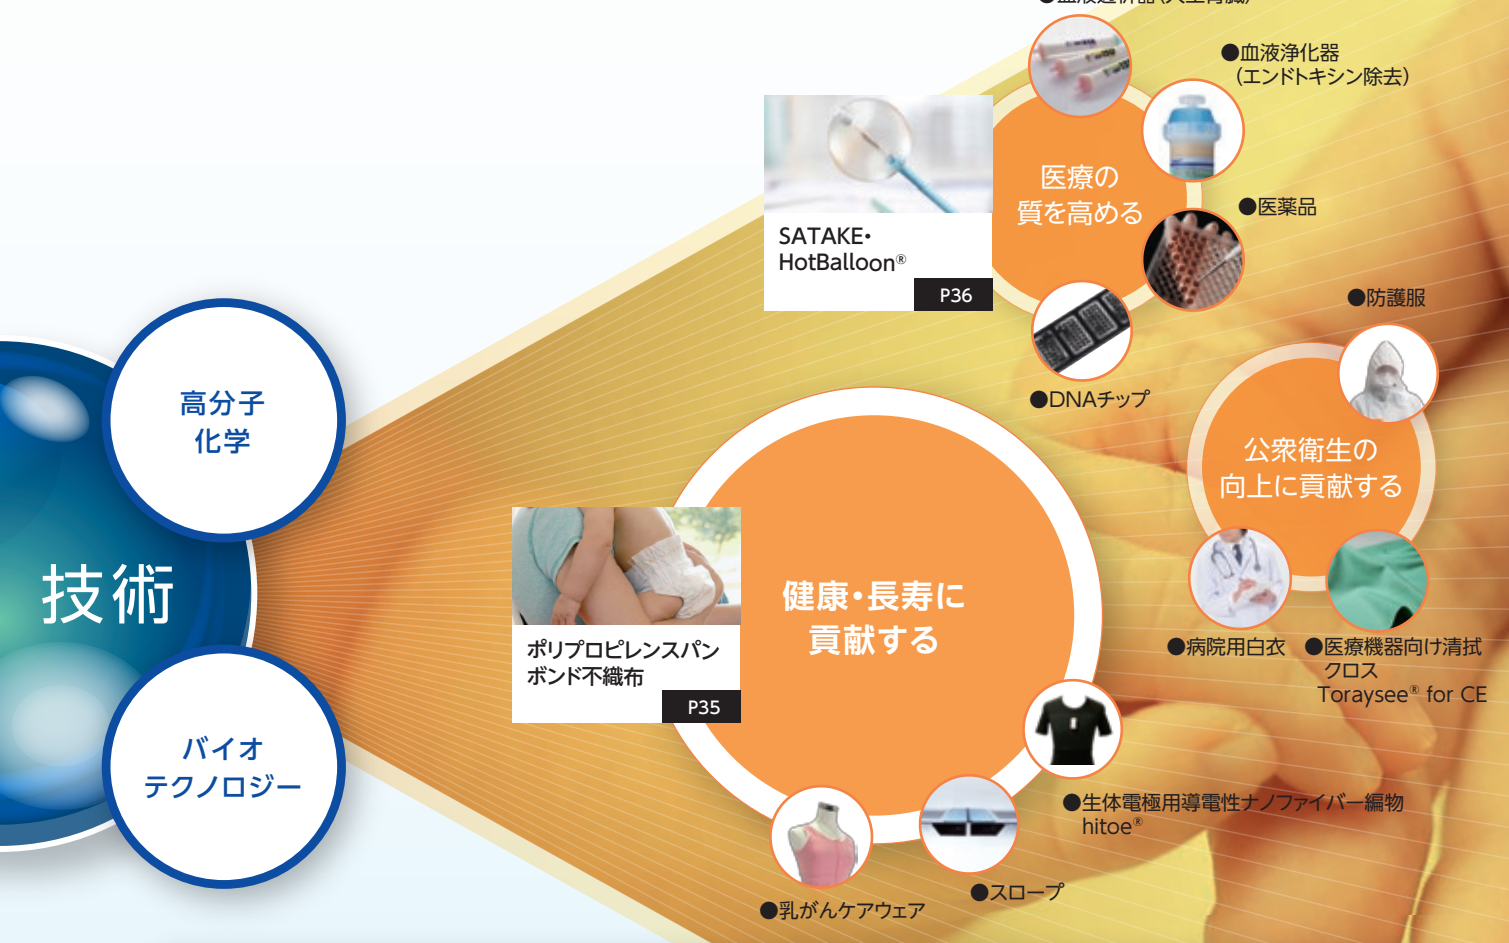 ●血液浄化器
(エンドトキシン除去)
医療の
質を高める
●医薬品
SATAKE・
HotBalloon®
P36
●防護服
●DNAチップ
高分子
化学
公衆衛生の
向上に貢献する
技術
健康・長寿に
貢献する
ポリプロピレンスパン
ボンド不織布
P35
●病院用白衣
●医療機器向け清拭
クロス
Toraysee® for CE
バイオ
テクノロジー
●生体電極用導電性ナノファイバー編物
hitoe®
●スロープ
●乳がんケアウェア